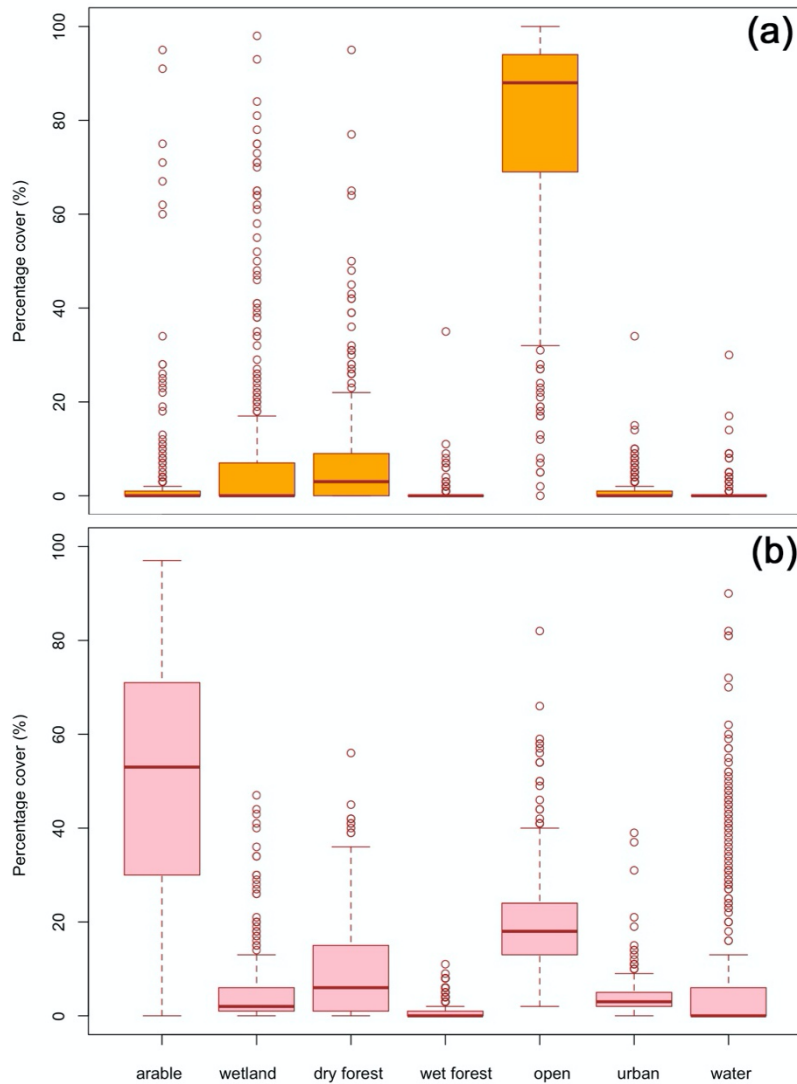 (a)
Percentage cover (%)
100
80
60
40
20
0
(b)
Percentage cover (%)
100
80
60
40
20
0
arable wetland dry forest wet forest open urban water